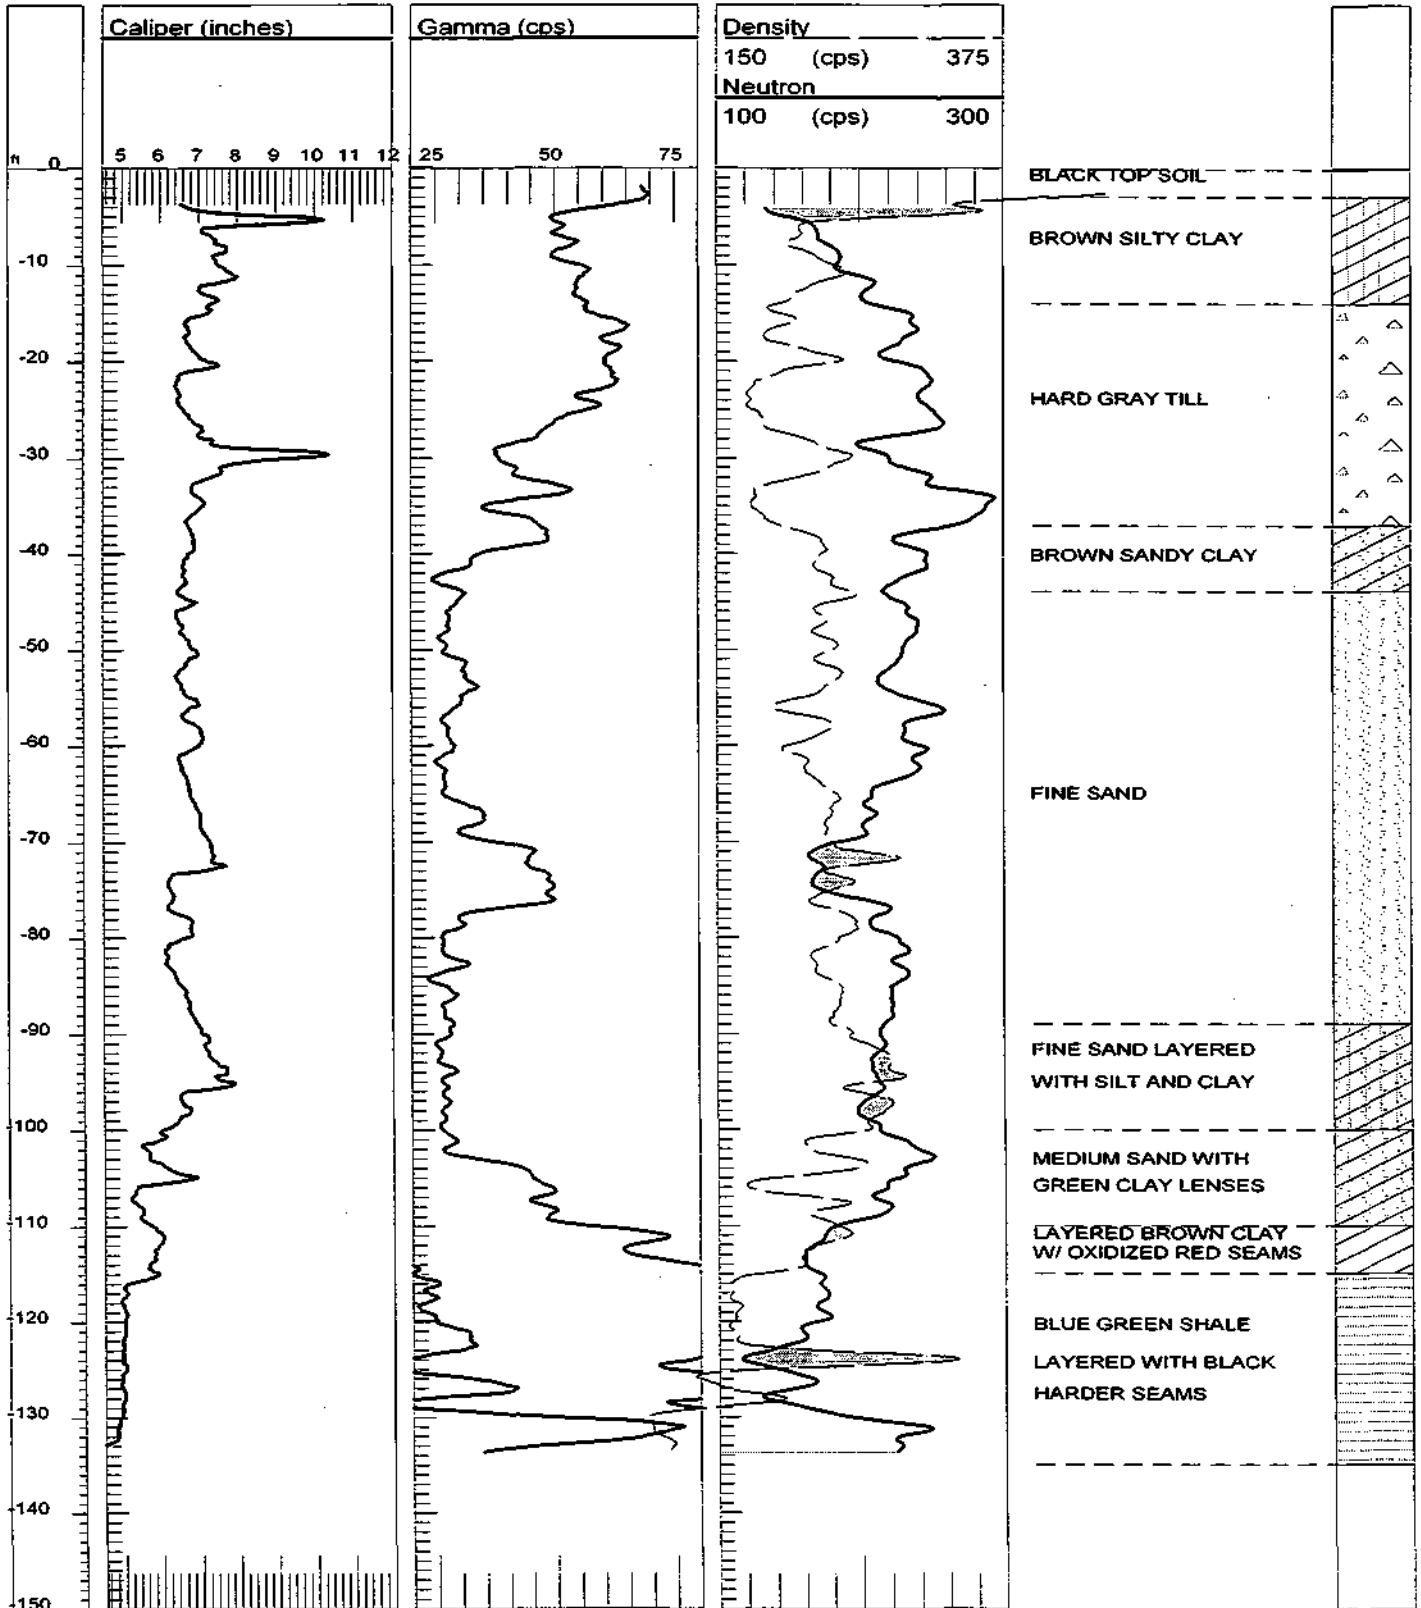 Caliper (inches)
Gamma (cps)
Density
150 (cps) 375
Neutron
100 (cps) 300
ft 0
5 6 7 8 9 10 11 12
25 50 75
BLACK TOP SOIL
BROWN SILTY CLAY
-10
-20
HARD GRAY TILL
-30
-40
BROWN SANDY CLAY
-50
-60
FINE SAND
-70
-80
-90
FINE SAND LAYERED
WITH SILT AND CLAY
-100
MEDIUM SAND WITH
GREEN CLAY LENSES
-110
LAYERED BROWN CLAY
W/ OXIDIZED RED SEAMS
-120
BLUE GREEN SHALE
LAYERED WITH BLACK
HARDER SEAMS
-130
-140
-150